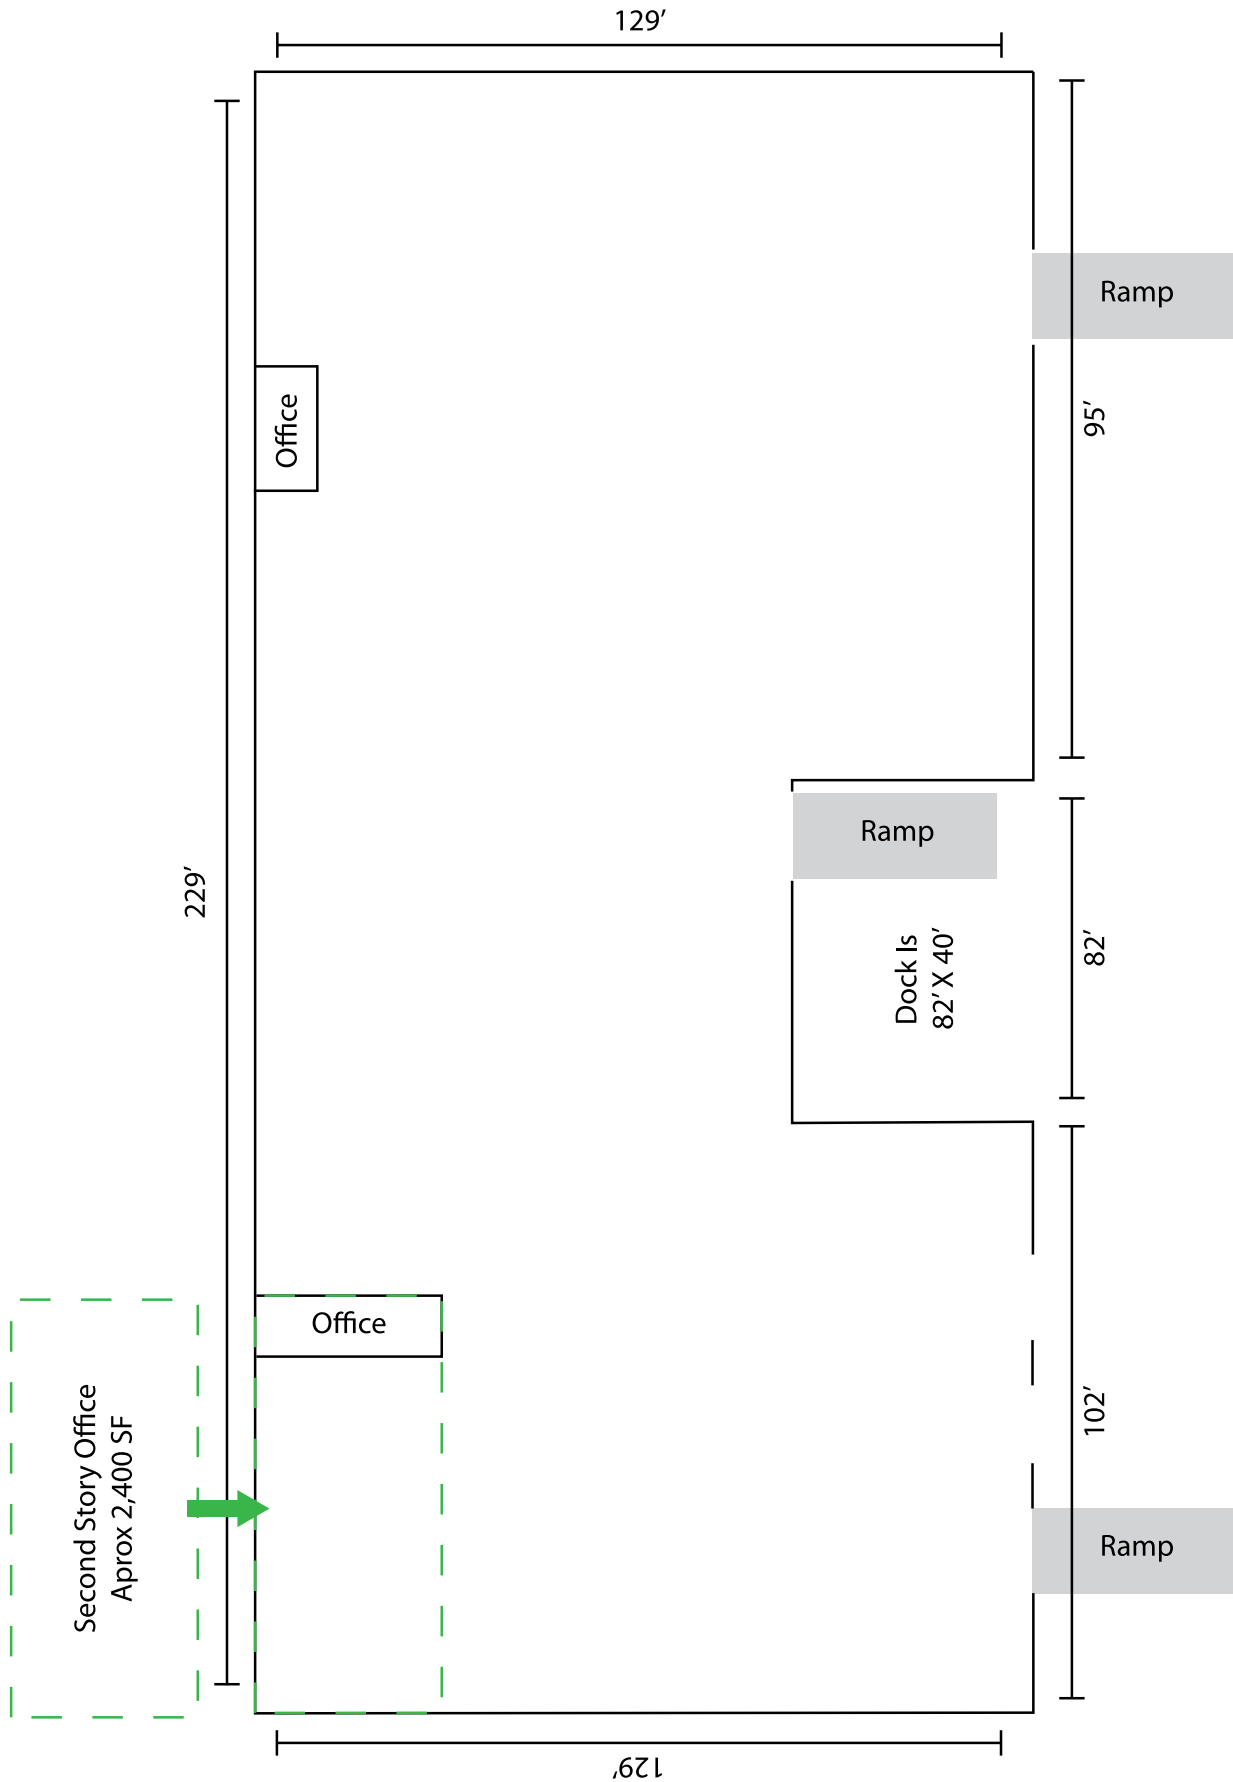 129’
Ramp
95’
Office
Ramp
229’
82’
Dock Is
82’ X 40’
Office
102’
Second Story Office
Aprox 2,400 SF
Ramp
129’